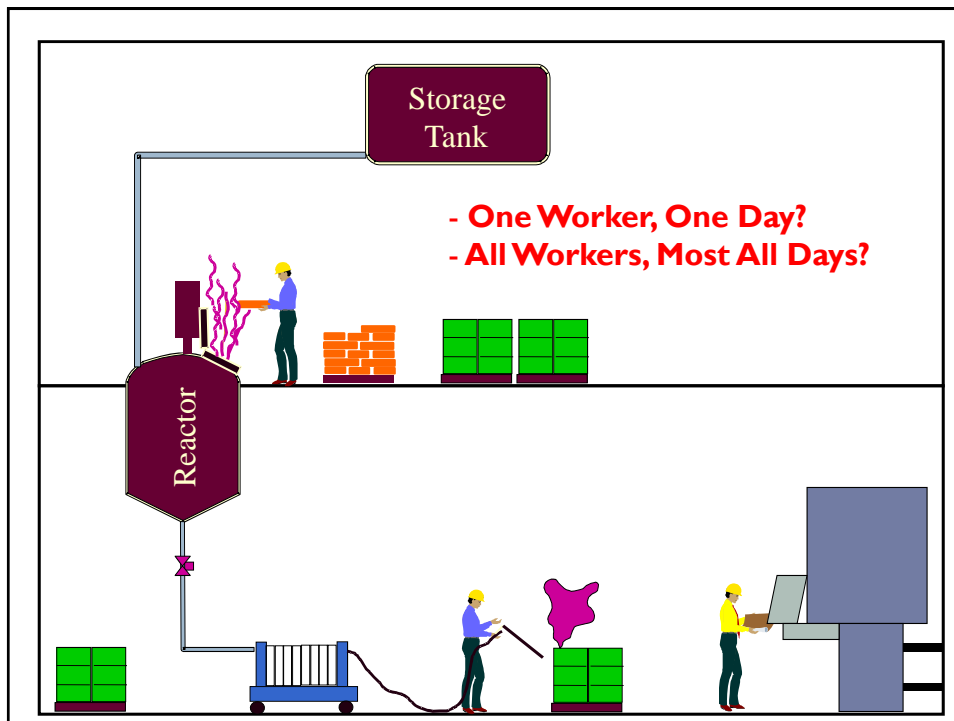 Storage
Tank
- One Worker, One Day?
- All Workers, Most All Days?
Reactor